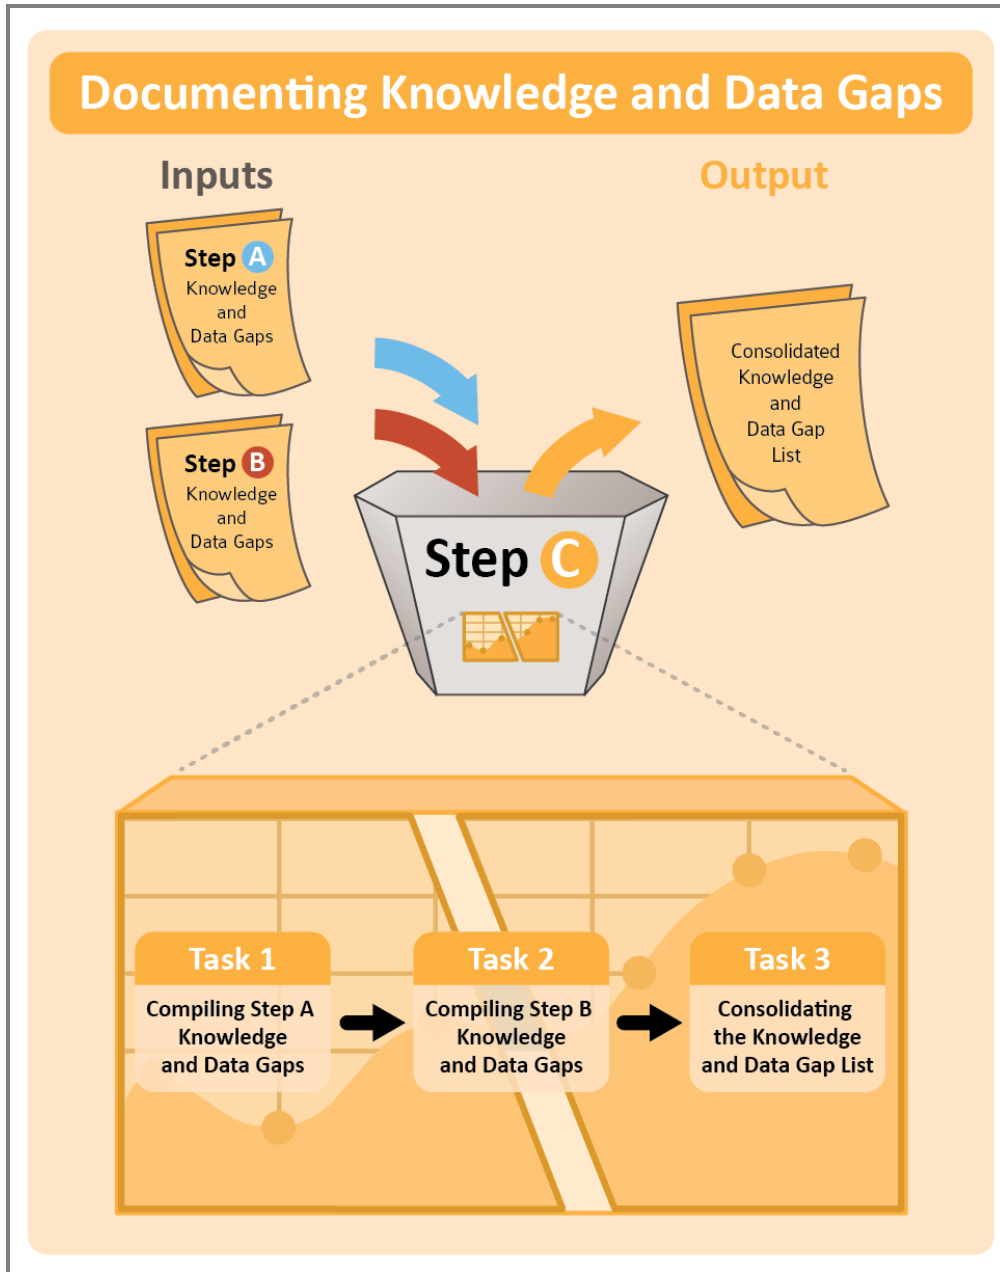 Documenting Knowledge and Data Gaps
Inputs
Output
Step A
Knowledge
and
Data Gaps
Step B
Knowledge
and
Data Gaps
Consolidated
Knowledge
and
Data Gap
List
Step C
Task 1
Compiling Step A
Knowledge
and Data Gaps
Task 2
Compiling Step B
Knowledge
and Data Gaps
Task 3
Consolidating
the Knowledge
and Data Gap List